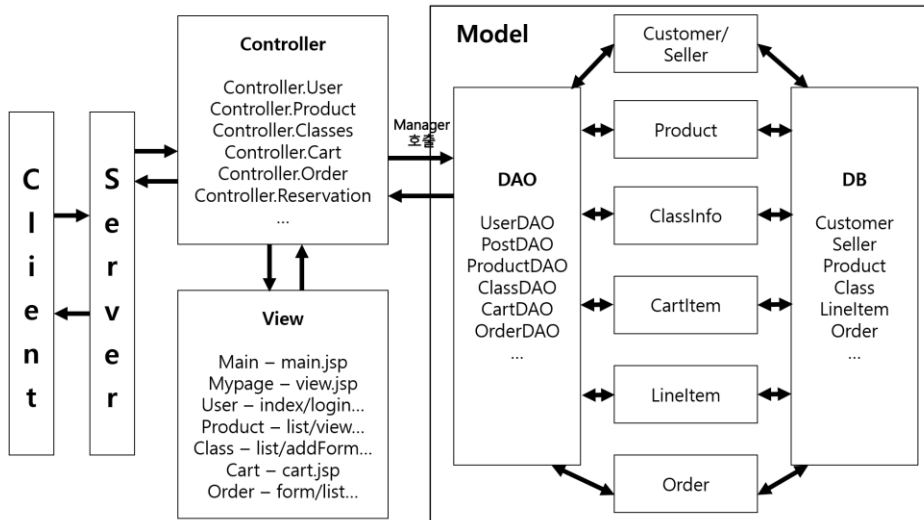 Client
Server
Controller
Controller.User
Controller.Product
Controller.Classes
Controller.Cart
Controller.Order
Controller.Reservation
...
View
Main – main.jsp
Mypage – view.jsp
User – index/login...
Product – list/view...
Class – list/addForm...
Cart – cart.jsp
Order – form/list...
Manager
호출
Model
DAO
UserDAO
PostDAO
ProductDAO
ClassDAO
CartDAO
OrderDAO
...
Customer/
Seller
Product
ClassInfo
CartItem
LineItem
Order
DB
Customer
Seller
Product
Class
LineItem
Order
...